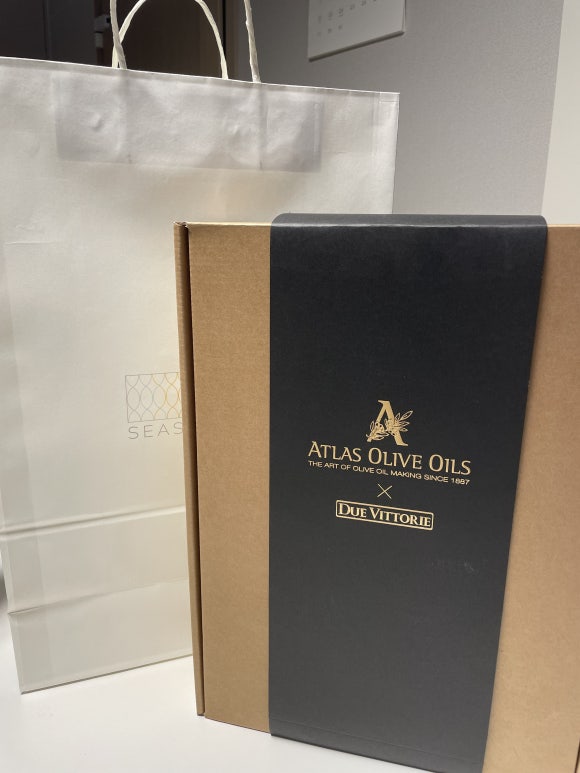 SEAS
ATLAS OLIVE OILS
THE ART OF OLIVE OIL MAKING SINCE 1887
×
DUE VITTORIE